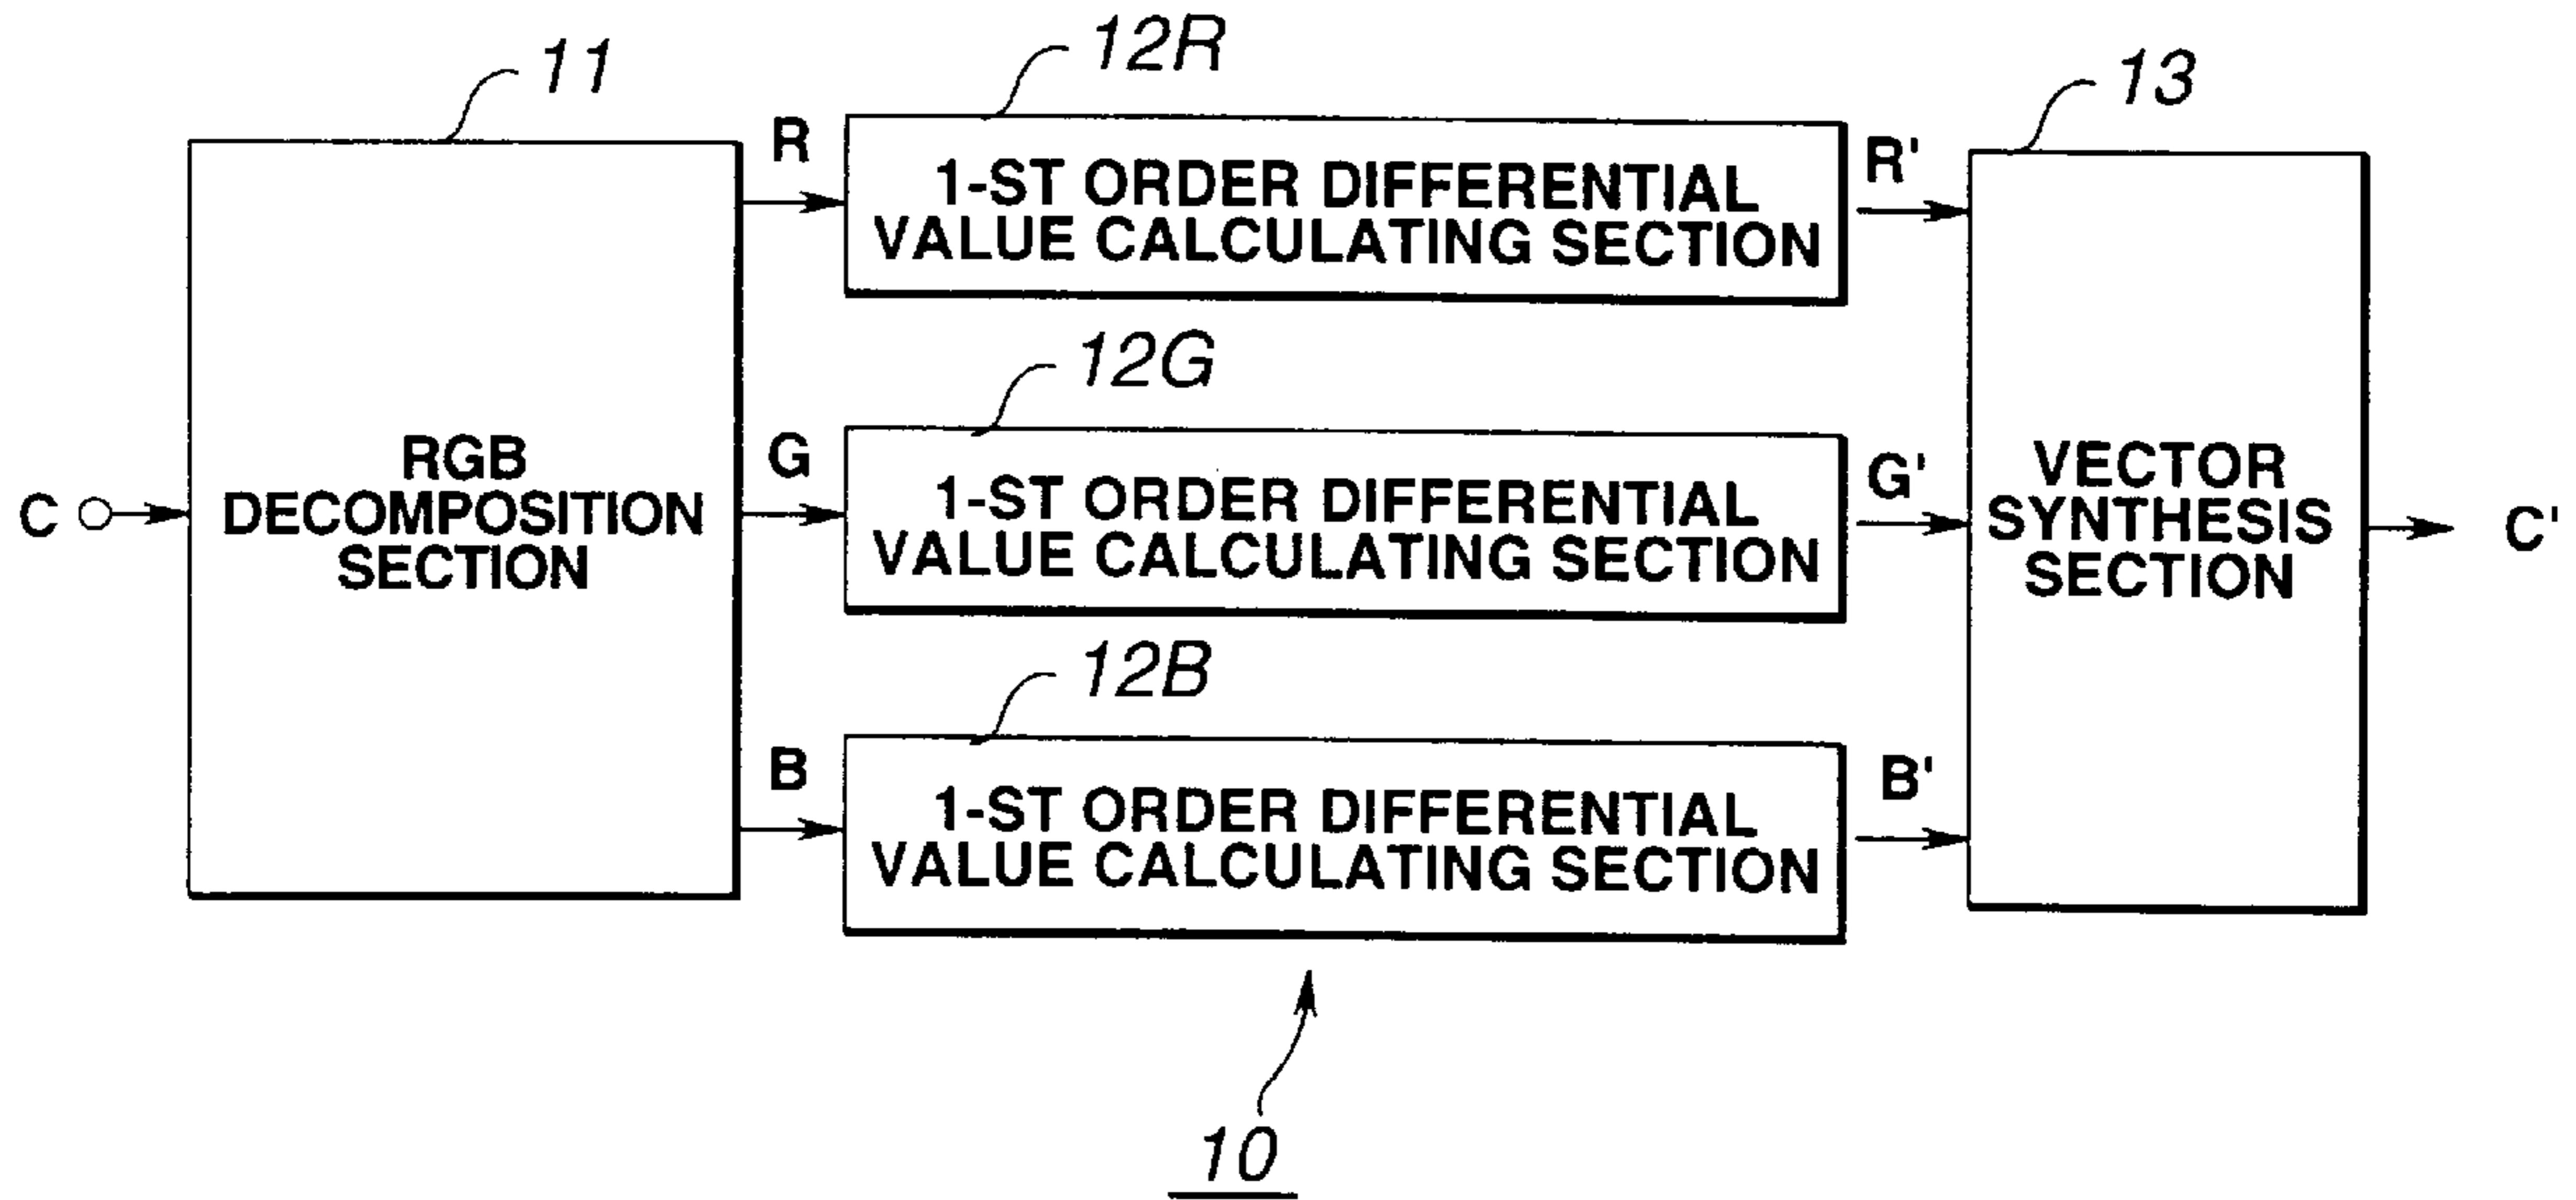 11
12R
13
R
1-ST ORDER DIFFERENTIAL
VALUE CALCULATING SECTION
R'
12G
C
RGB
DECOMPOSITION
SECTION
G
1-ST ORDER DIFFERENTIAL
VALUE CALCULATING SECTION
G'
VECTOR
SYNTHESIS
SECTION
C'
12B
B
1-ST ORDER DIFFERENTIAL
VALUE CALCULATING SECTION
B'
10